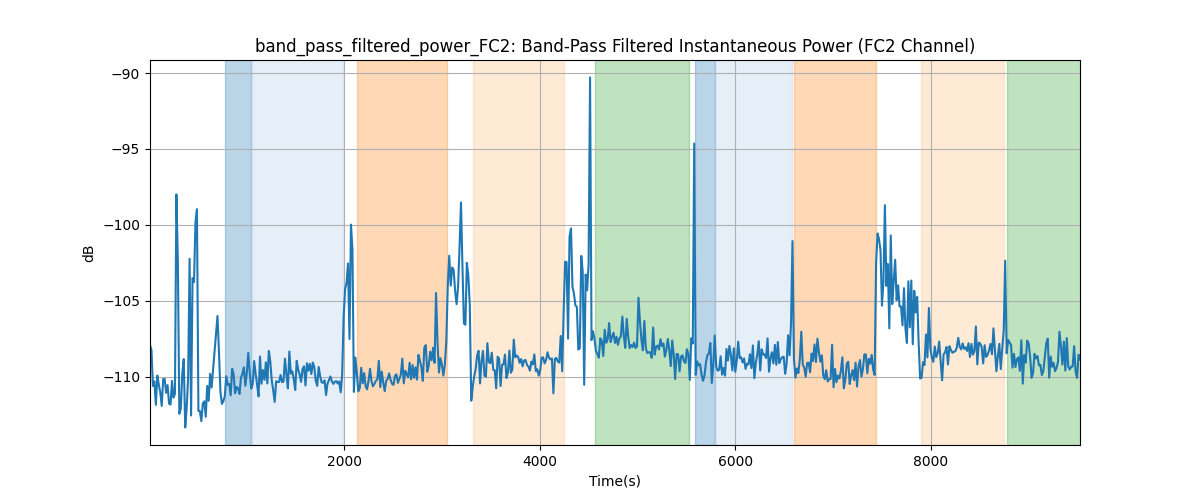 band_pass_filtered_power_FC2: Band-Pass Filtered Instantaneous Power (FC2 Channel)
−90
−95
−100
−105
−110
dB
2000 4000 6000 8000
Time(s)